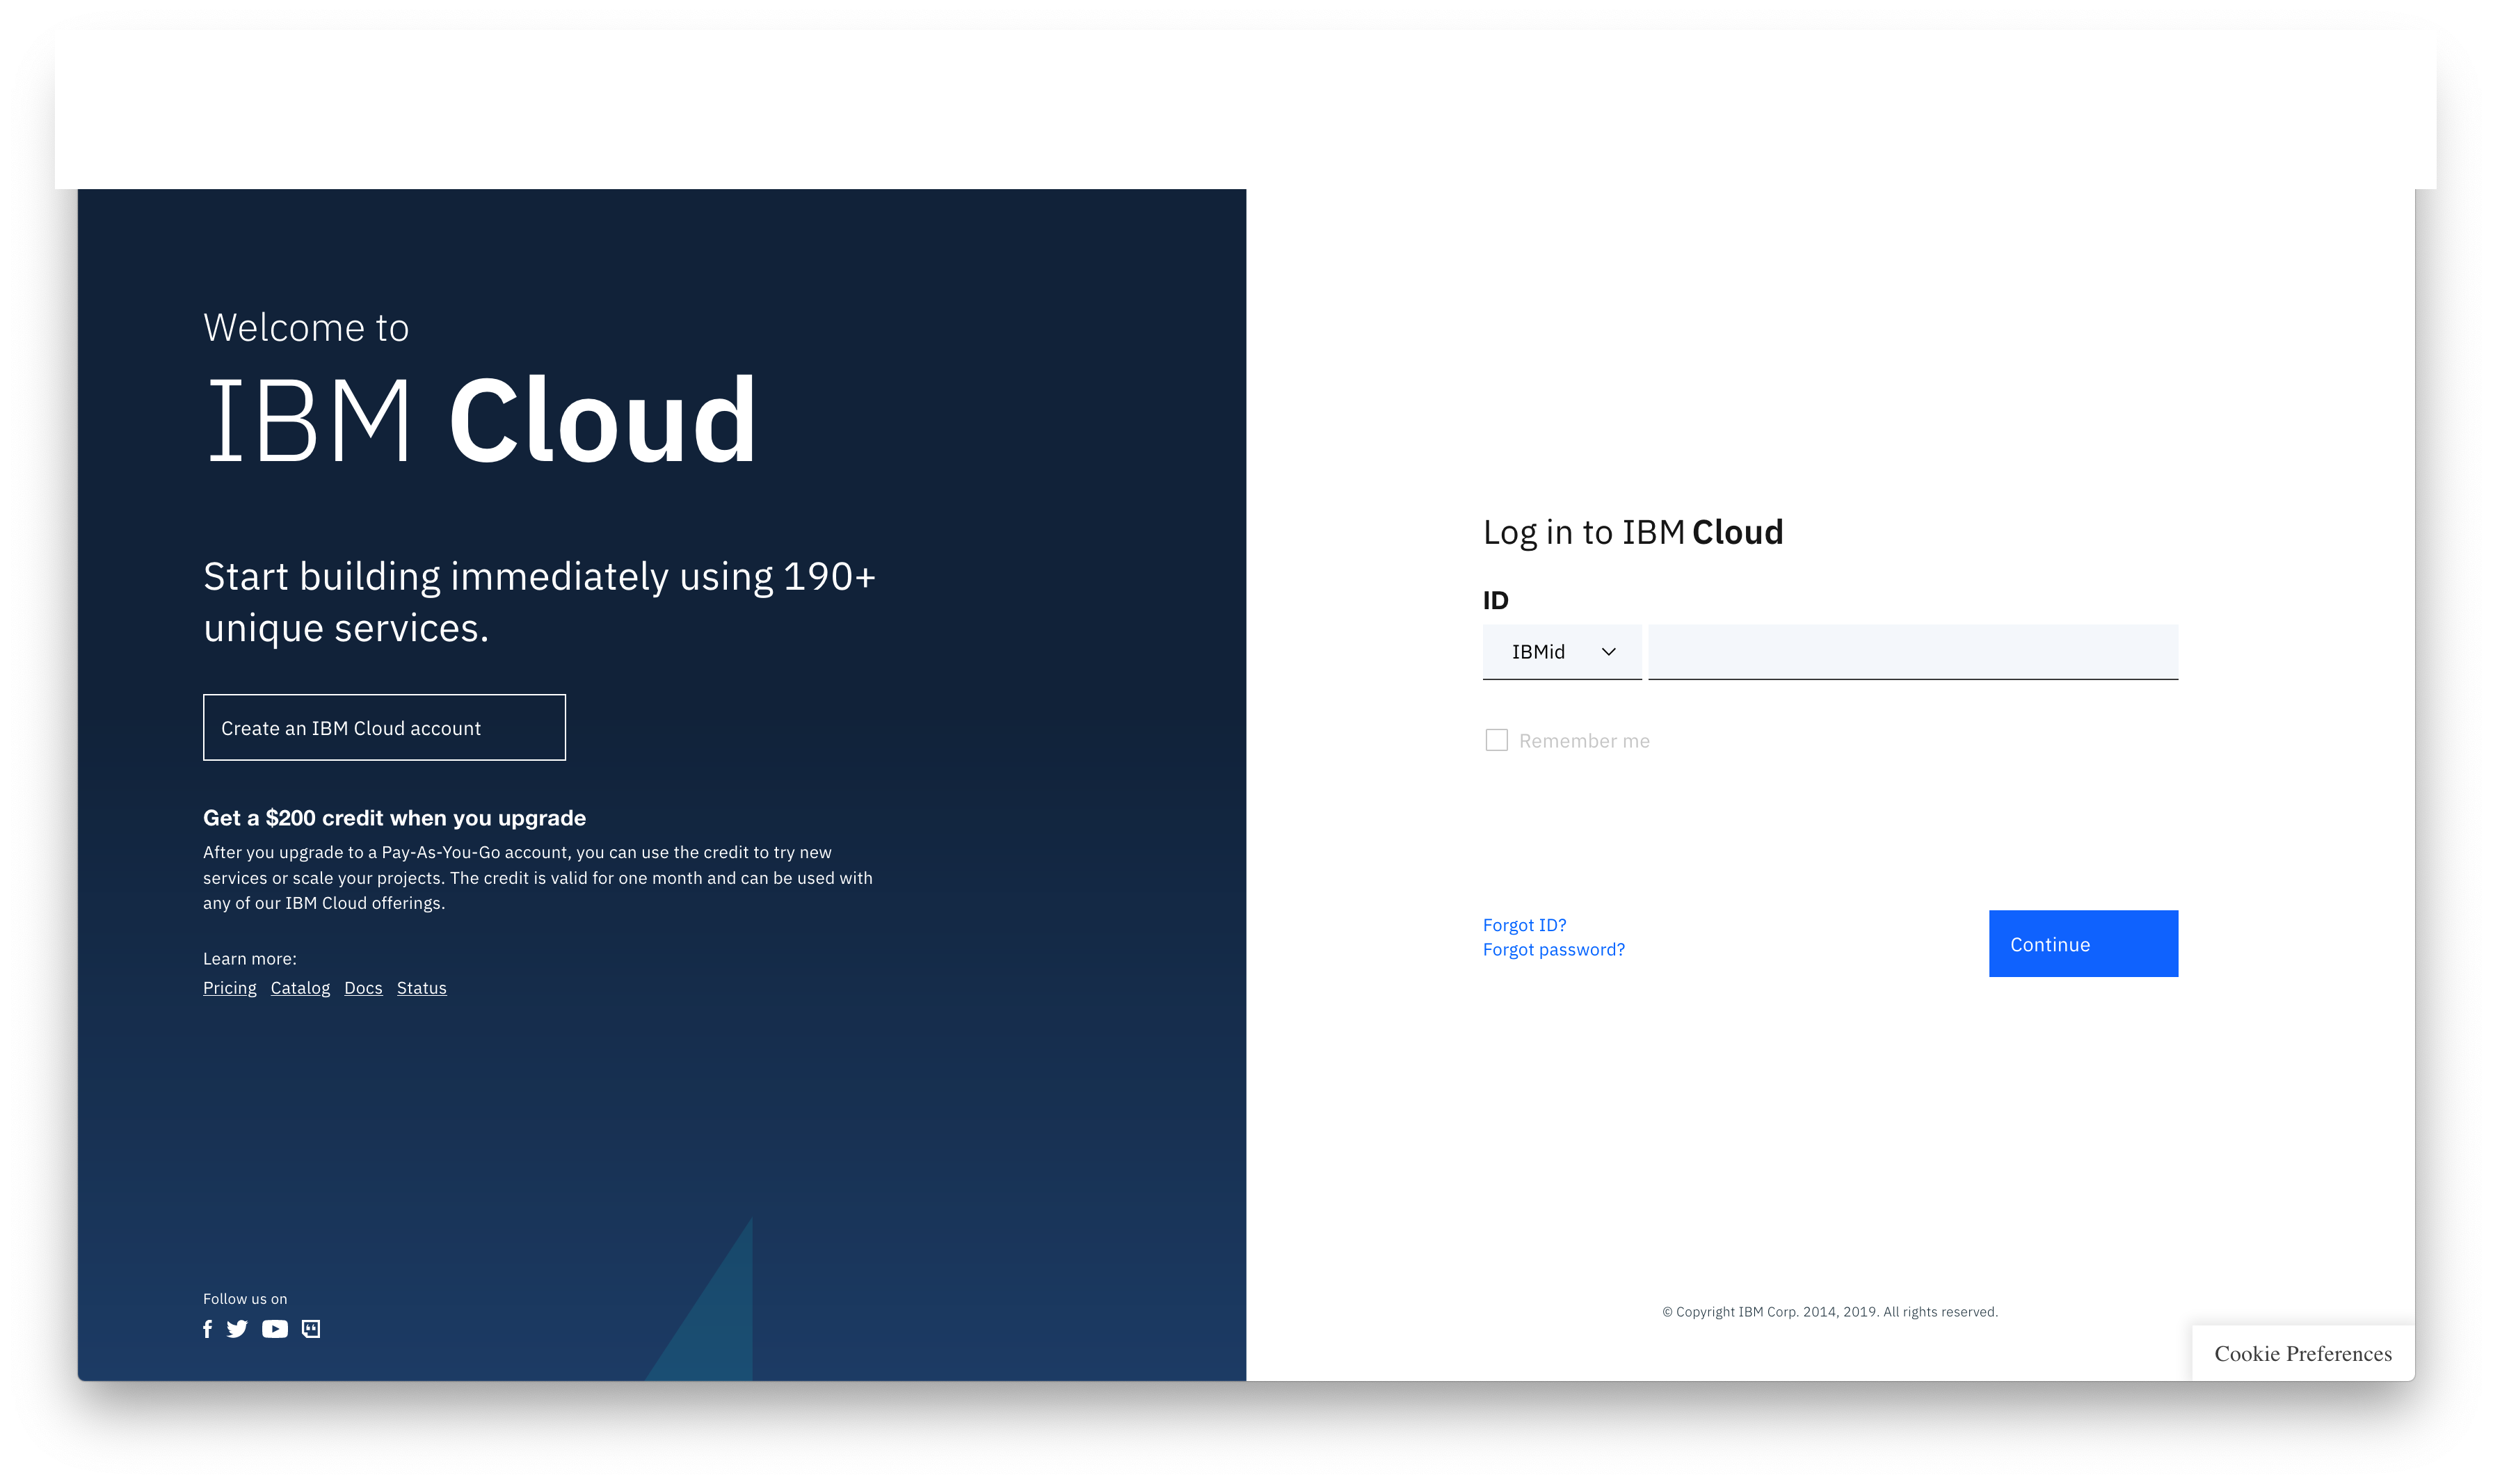 Welcome to
IBM Cloud
Start building immediately using 190+
unique services.
Create an IBM Cloud account
Get a $200 credit when you upgrade
After you upgrade to a Pay-As-You-Go account, you can use the credit to try new
services or scale your projects. The credit is valid for one month and can be used with
any of our IBM Cloud offerings.
Learn more:
Pricing Catalog Docs Status
Follow us on
Log in to IBM Cloud
ID
IBMid
Remember me
Forgot ID?
Forgot password?
Continue
© Copyright IBM Corp. 2014, 2019. All rights reserved.
Cookie Preferences